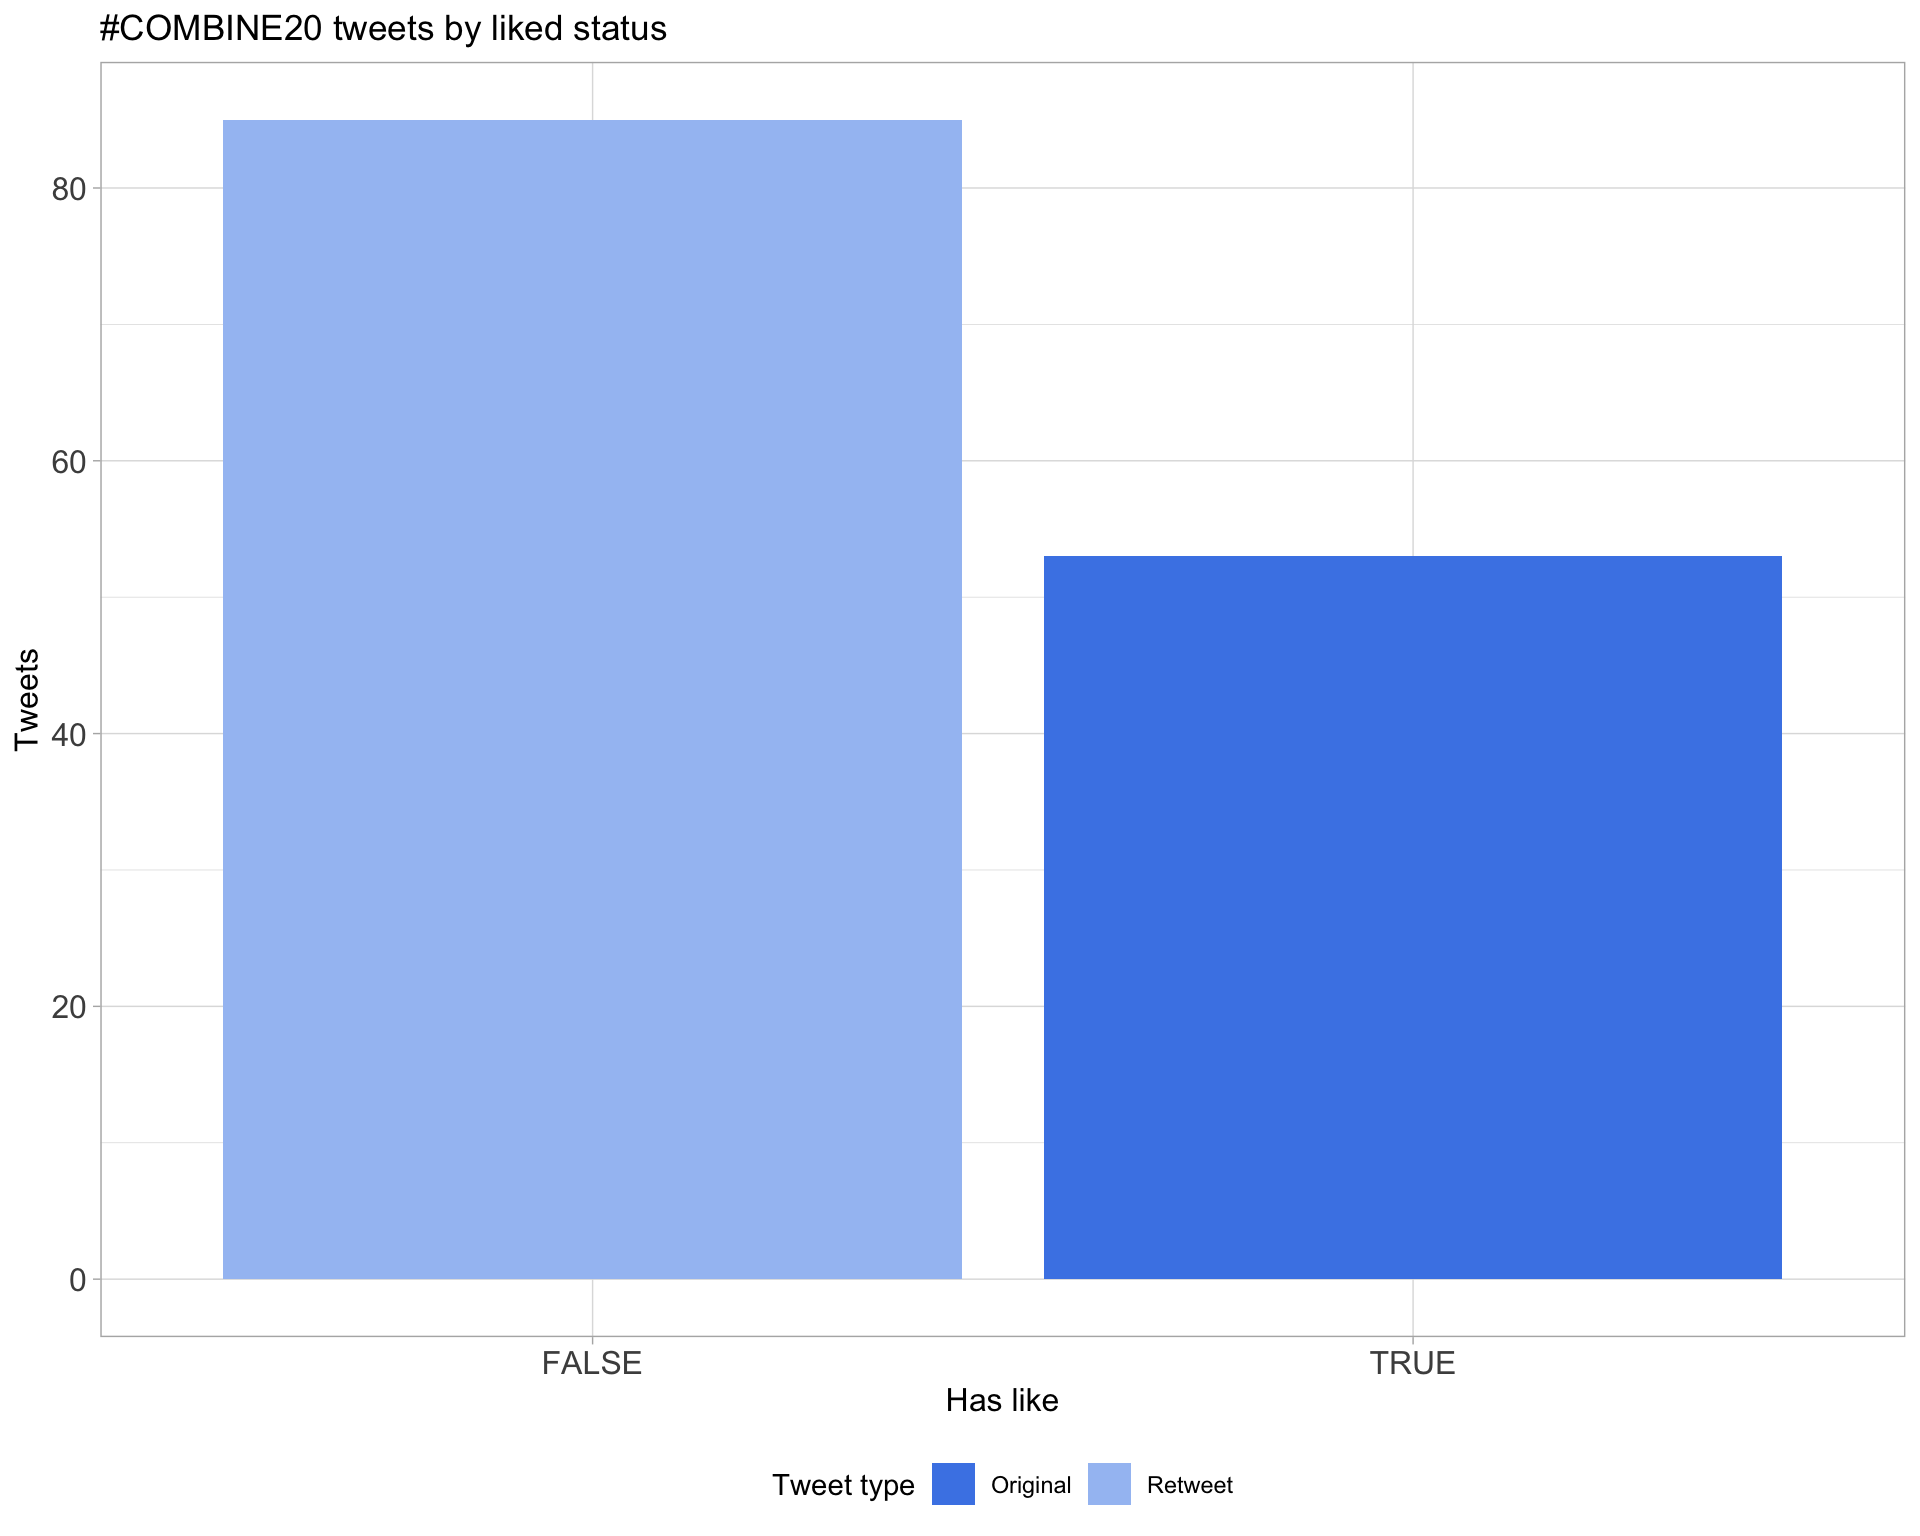 #COMBINE20 tweets by liked status
Tweets
80
60
40
20
0
FALSE TRUE
Has like
Tweet type Original Retweet